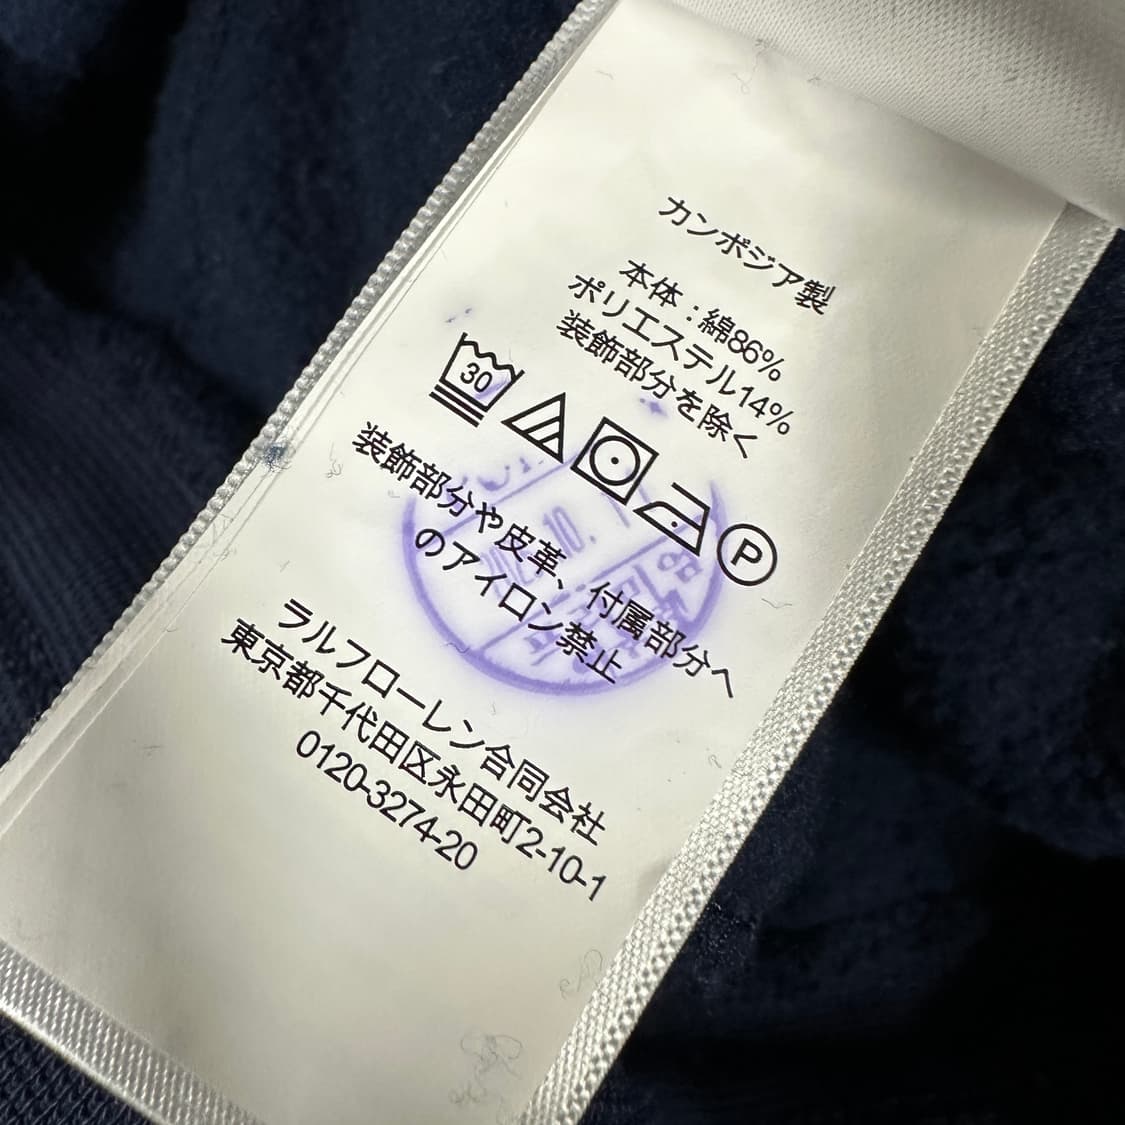 カンボジア製
本体：綿86%
ポリエステル14%
装飾部分を除く
30
P
装飾部分や皮革、付属部分へ
のアイロン禁止
ラルフローレン合同会社
東京都千代田区永田町2-10-1
0120-3274-20